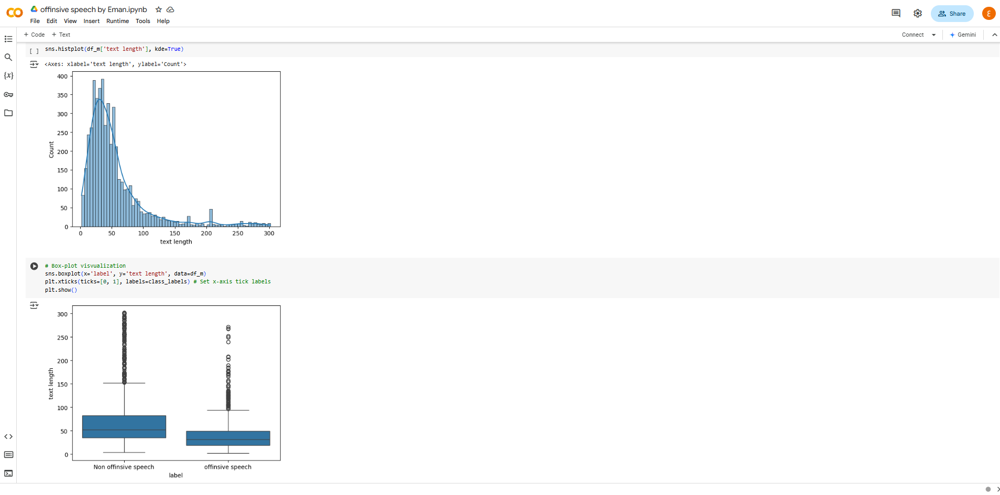 offinsive speech by Eman.ipynb
File Edit View Insert Runtime Tools Help
Share
ε
+ Code + Text
Connect
Gemini
{x}
[ ] sns.histplot(df_m['text length'], kde=True)
<Axes: xlabel='text length', ylabel='Count'>
400
350
300
250
200
150
100
50
0
Count
0 50 100 150 200 250 300
text length
# Box-plot visvualization
sns.boxplot(x='label', y='text length', data=df_m)
plt.xticks(ticks=[0, 1], labels=class_labels) # Set x-axis tick labels
plt.show()
300
250
200
150
100
50
0
text length
Non offinsive speech offinsive speech
label